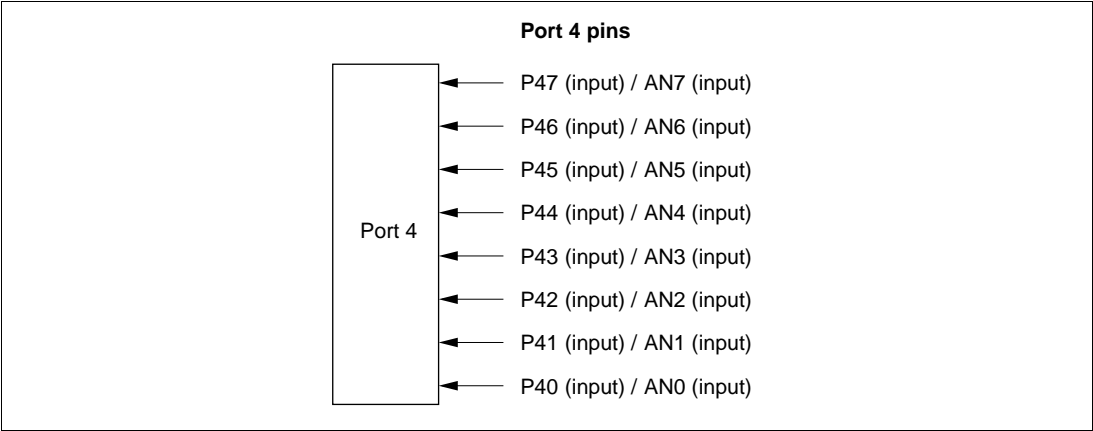 Port 4 pins
P47 (input) / AN7 (input)
P46 (input) / AN6 (input)
P45 (input) / AN5 (input)
P44 (input) / AN4 (input)
Port 4
P43 (input) / AN3 (input)
P42 (input) / AN2 (input)
P41 (input) / AN1 (input)
P40 (input) / AN0 (input)